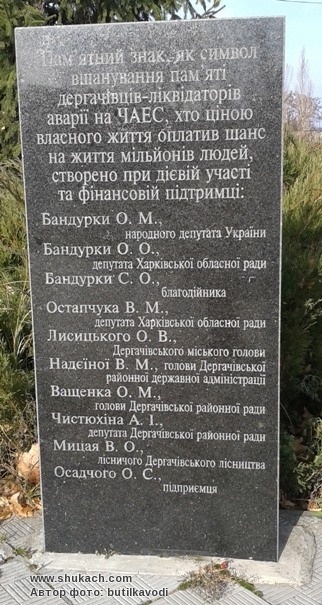 Пам ятний знак, як символ
вшанування пам яті
дергачівців-ліквідаторів
аварії на ЧАЕС, хто ціною
власного життя оплатив шанс
на життя мільйонів людей,
створено при дієвій участі
та фінансовій підтримці:
Бандурки О. М.,
народного депутата України
Бандурки О. О.,
депутата Харківської обласної ради
Бандурки С. О.,
благодійника
Остапчука В. М.,
депутата Харківської обласної ради
Лисицького О. В.,
Дергачівського міського голови
Надєїної В. М., голови Дергачівської
районної державної адміністрації
Ващенка О. М.,
голови Дергачівської районної ради
Чистюхіна А. І.,
депутата Дергачівської районної ради
Мицая В. О.,
лісничого Дергачівського лісництва
Осадчого О. С.,
підприємця
www.shukach.com
Автор фото: butilkavodi